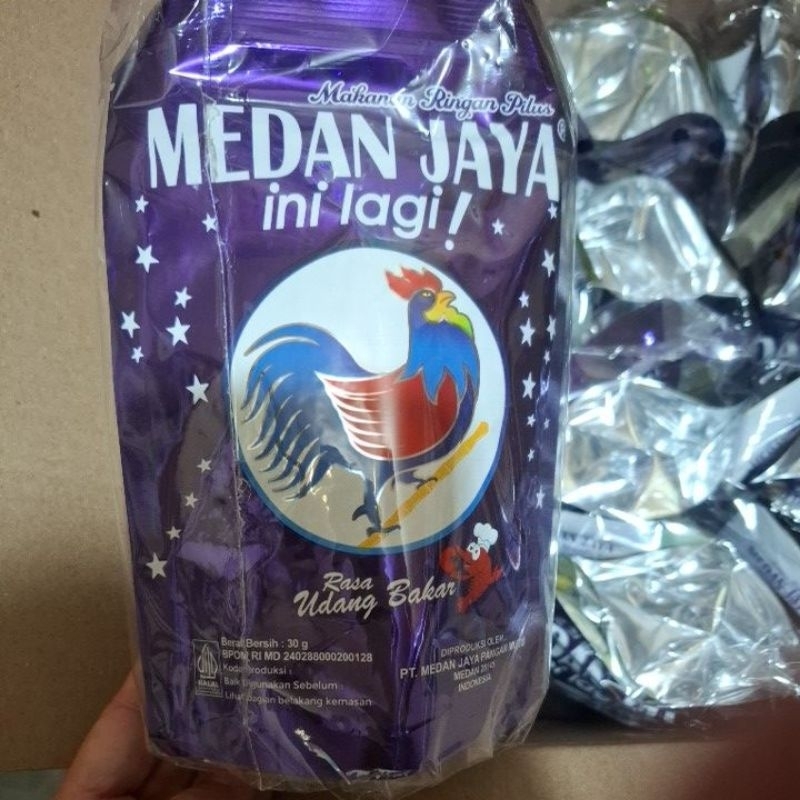 Makanan Ringan Pilus
MEDAN JAYA®
ini lagi!
Rasa
Udang Bakar
Berat Bersih : 30 g
BPOM RI MD 240288000200128
Kode Produksi :
Baik Digunakan Sebelum :
Lihat bagian belakang kemasan
HALAL
DIPRODUKSI OLEH
PT. MEDAN JAYA PANGAN
MEDAN
INDONESIA